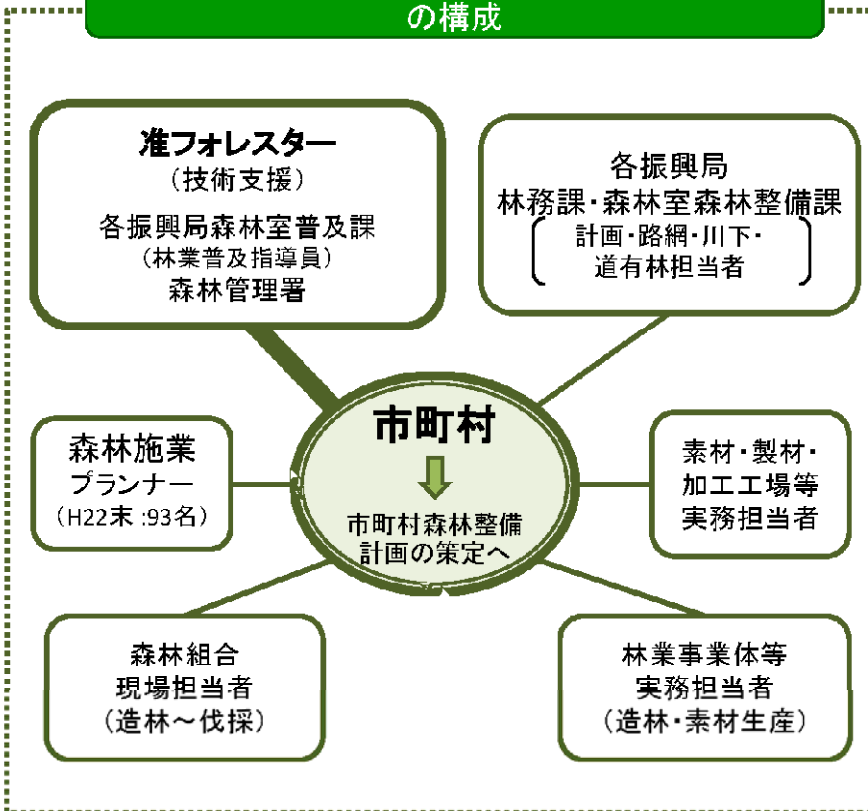 の構成
准フォレスター
(技術支援)
各振興局森林室普及課
(林業普及指導員)
森林管理署
各振興局
林務課・森林室森林整備課
計画・路網・川下・
道有林担当者
市町村
市町村森林整備
計画の策定へ
森林施業
プランナー
(H22末:93名)
素材・製材・
加工工場等
実務担当者
森林組合
現場担当者
(造林～伐採)
林業事業体等
実務担当者
(造林・素材生産)